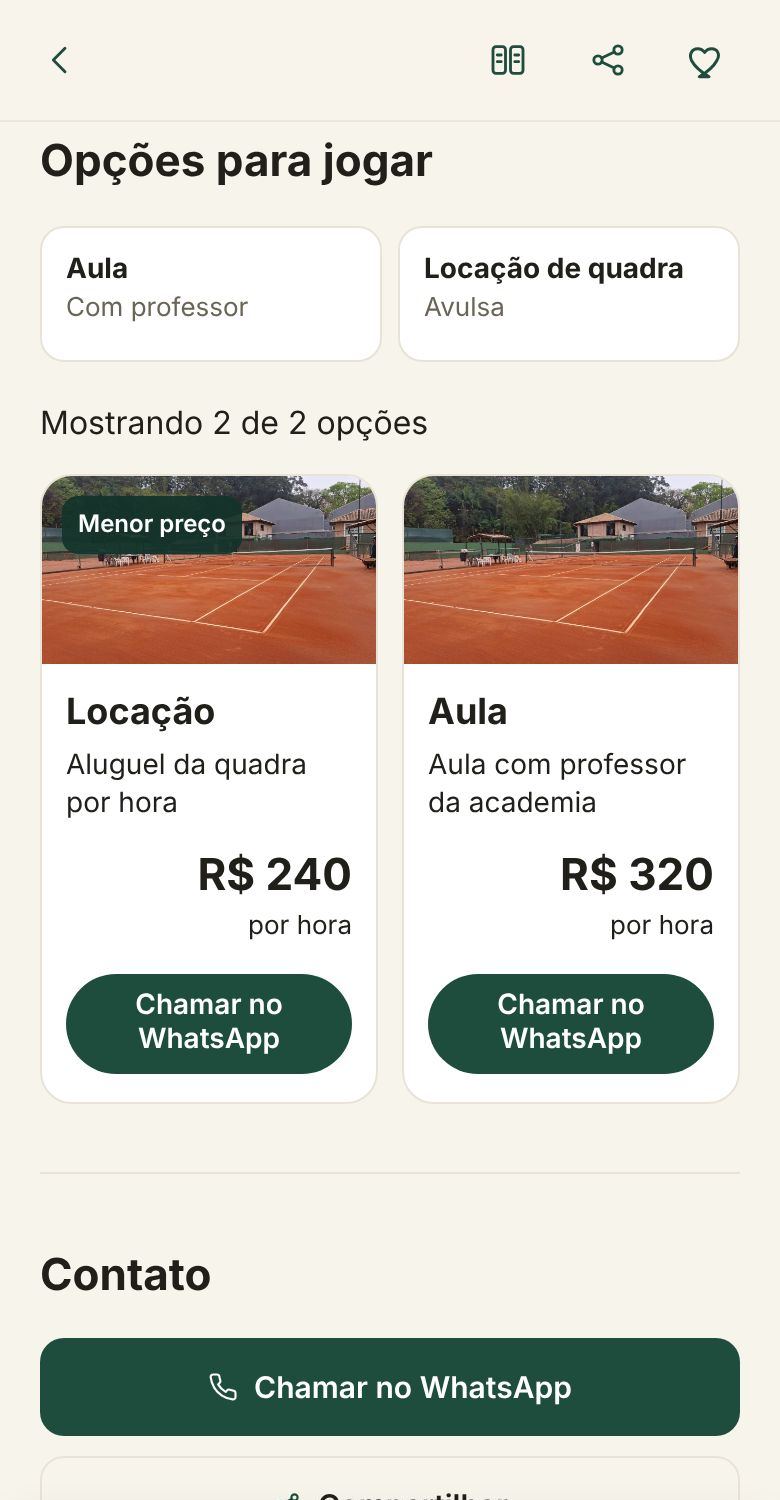 Opções para jogar
Aula
Com professor
Locação de quadra
Avulsa
Mostrando 2 de 2 opções
Menor preço
Locação
Aluguel da quadra
por hora
R$ 240
por hora
Chamar no
WhatsApp
Aula
Aula com professor
da academia
R$ 320
por hora
Chamar no
WhatsApp
Contato
Chamar no WhatsApp